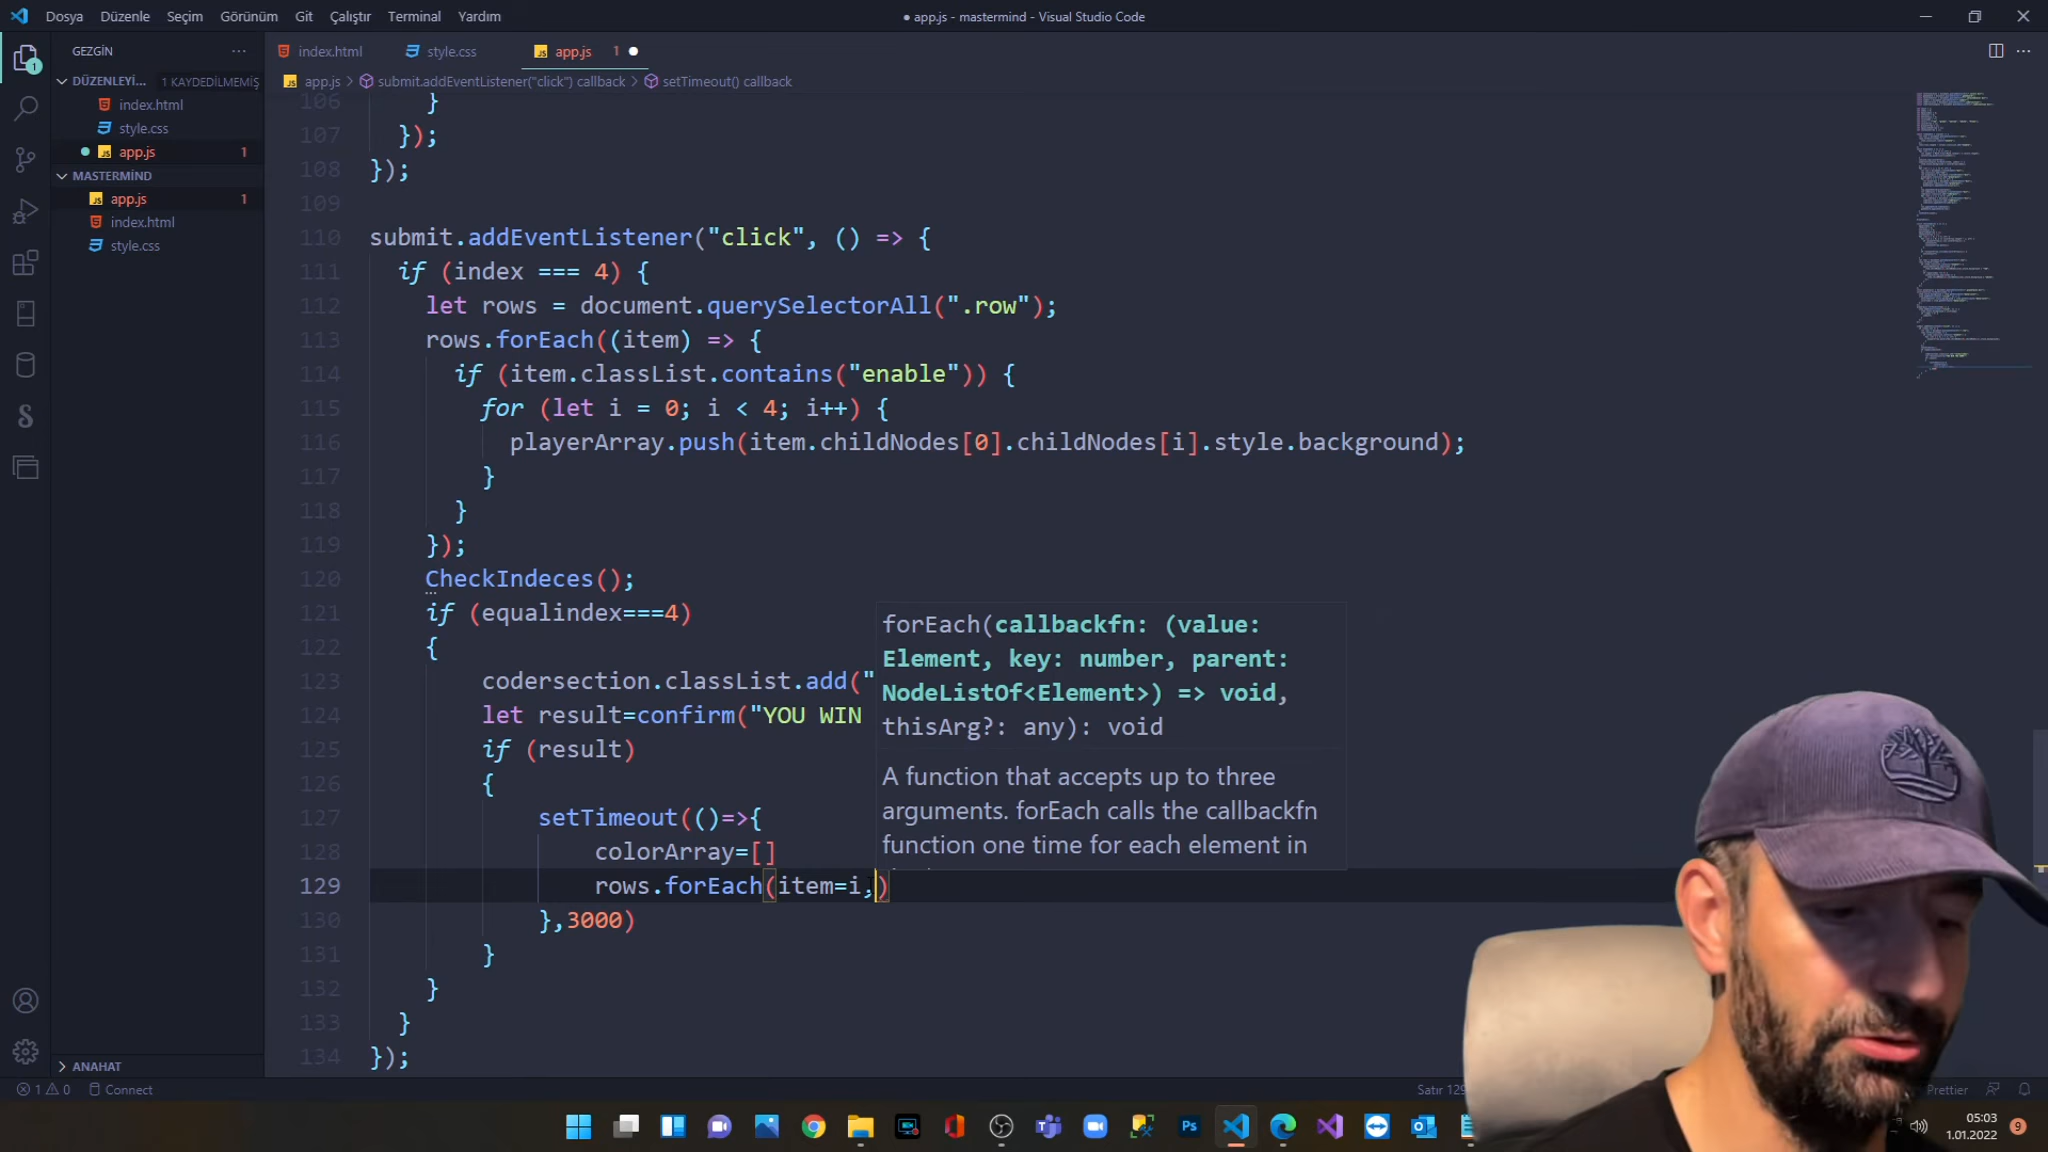 Dosya Düzenle Seçim Görünüm Git Çalıştır Terminal Yardım
● app.js - mastermind - Visual Studio Code
GEZGİN ···
index.html style.css app.js 1 ●
DÜZENLEYİ... 1 KAYDEDİLMEMİŞ
app.js > submit.addEventListener("click") callback > setTimeout() callback
index.html
style.css
app.js 1
MASTERMİND
app.js 1
index.html
style.css
1
106 }
107 });
108 });
109
110 submit.addEventListener("click", () => {
111 if (index === 4) {
112 let rows = document.querySelectorAll(".row");
113 rows.forEach((item) => {
114 if (item.classList.contains("enable")) {
115 for (let i = 0; i < 4; i++) {
116 playerArray.push(item.childNodes[0].childNodes[i].style.background);
117 }
118 }
119 });
120 CheckIndeces();
121 if (equalindex===4)
122 {
123 codersection.classList.add("
124 let result=confirm("YOU WIN
125 if (result)
126 {
127 setTimeout(()=>{
128 colorArray=[]
129 rows.forEach(item=i,)
130 },3000)
131 }
132 }
133 }
134 });
forEach(callbackfn: (value:
Element, key: number, parent:
NodeListOf<Element>) => void,
thisArg?: any): void
A function that accepts up to three
arguments. forEach calls the callbackfn
function one time for each element in
ANAHAT
1 0 Connect
Satır 129
Prettier
05:03
1.01.2022
9